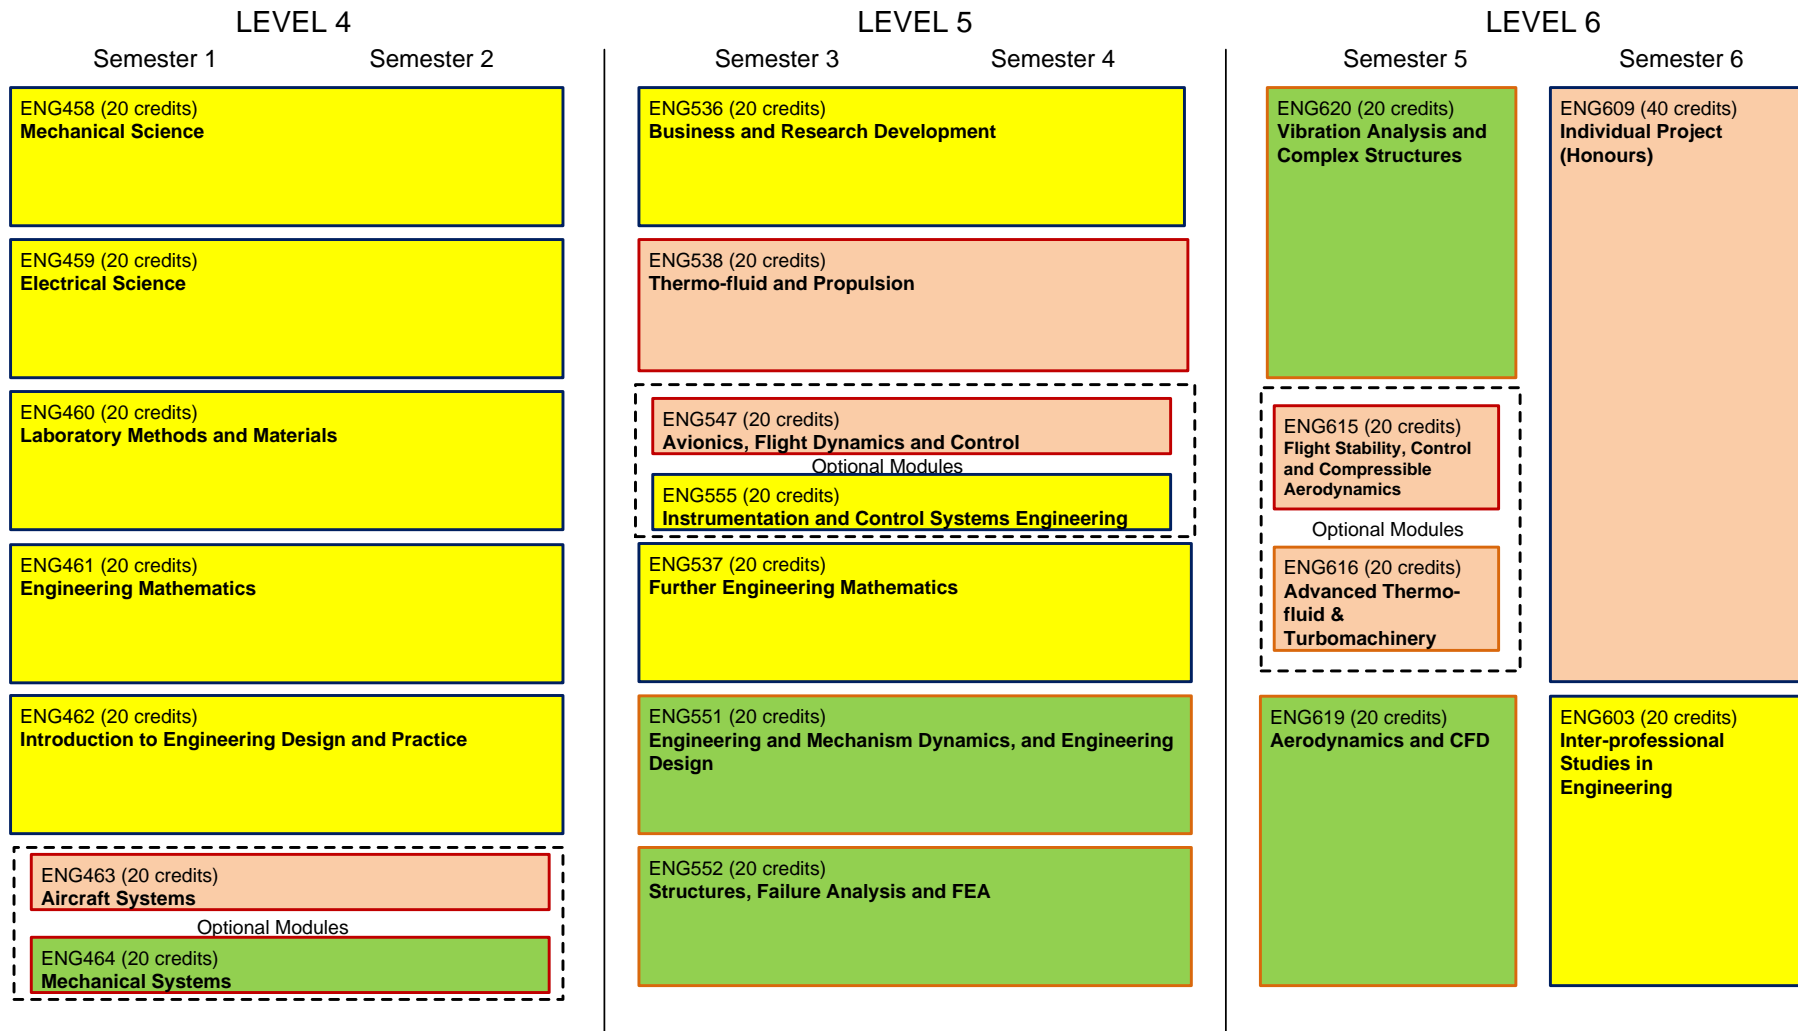 LEVEL 4
Semester 1
Semester 2
ENG458 (20 credits)
Mechanical Science
ENG459 (20 credits)
Electrical Science
ENG460 (20 credits)
Laboratory Methods and Materials
ENG461 (20 credits)
Engineering Mathematics
ENG462 (20 credits)
Introduction to Engineering Design and Practice
ENG463 (20 credits)
Aircraft Systems
Optional Modules
ENG464 (20 credits)
Mechanical Systems
LEVEL 5
Semester 3
Semester 4
ENG536 (20 credits)
Business and Research Development
ENG538 (20 credits)
Thermo-fluid and Propulsion
ENG547 (20 credits)
Avionics, Flight Dynamics and Control
Optional Modules
ENG555 (20 credits)
Instrumentation and Control Systems Engineering
ENG537 (20 credits)
Further Engineering Mathematics
ENG551 (20 credits)
Engineering and Mechanism Dynamics, and Engineering
Design
ENG552 (20 credits)
Structures, Failure Analysis and FEA
LEVEL 6
Semester 5
Semester 6
ENG620 (20 credits)
Vibration Analysis and
Complex Structures
ENG615 (20 credits)
Flight Stability, Control
and Compressible
Aerodynamics
Optional Modules
ENG616 (20 credits)
Advanced Thermo-
fluid &
Turbomachinery
ENG619 (20 credits)
Aerodynamics and CFD
ENG609 (40 credits)
Individual Project
(Honours)
ENG603 (20 credits)
Inter-professional
Studies in
Engineering